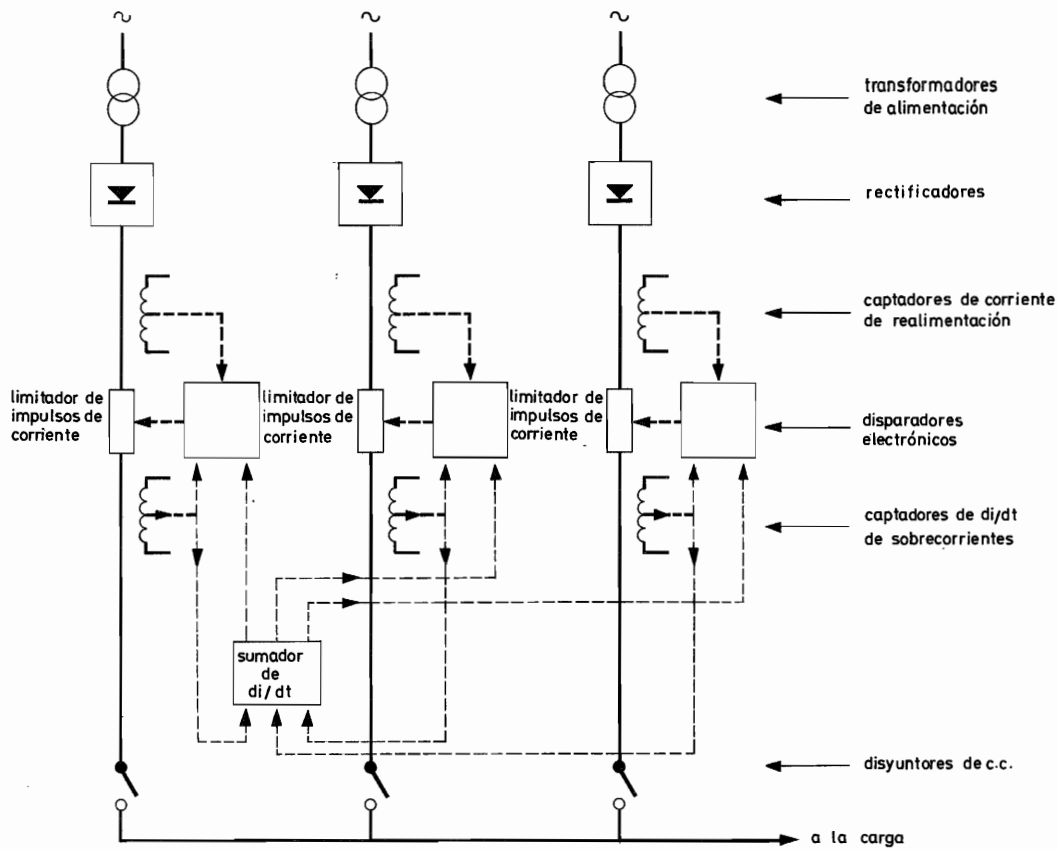 ~ ~ ~
transformadores
de alimentación
rectificadores
captadores de corriente
de realimentación
limitador de
impulsos de
corriente
limitador de
impulsos de
corriente
limitador de
impulsos de
corriente
disparadores
electrónicos
captadores de di/dt
de sobrecorrientes
sumador
de
di/dt
disyuntores de c.c.
a la carga